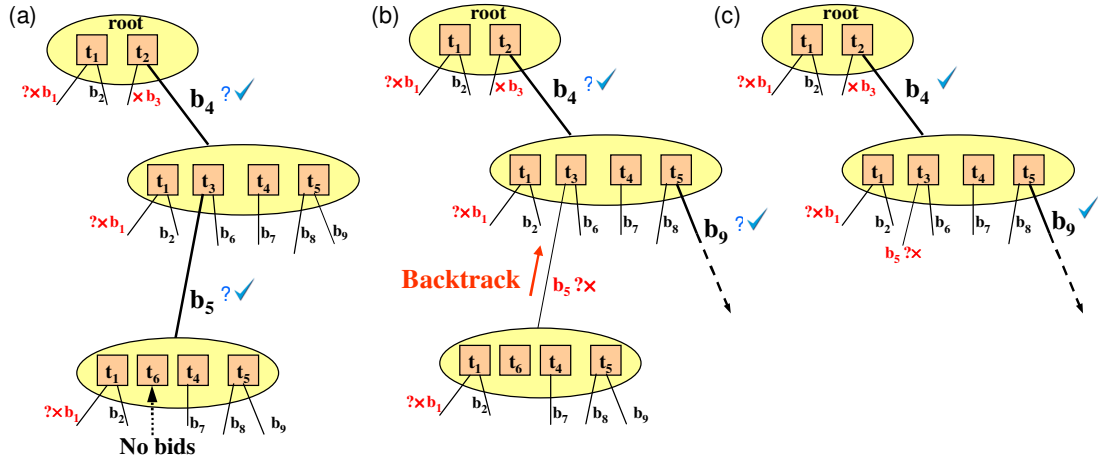 (a)
root
t1 t2
?×b1 b2 ×b3
b4 ?✓
t1 t3 t4 t5
?×b1 b2 b6 b7 b8 b9
b5 ?✓
t1 t6 t4 t5
?×b1 b2 b7 b8 b9
No bids
(b)
root
t1 t2
?×b1 b2 ×b3
b4 ?✓
t1 t3 t4 t5
?×b1 b2 b6 b7 b8 b9 ?✓
Backtrack b5 ?×
t1 t6 t4 t5
?×b1 b2 b7 b8 b9
(c)
root
t1 t2
?×b1 b2 ×b3
b4 ✓
t1 t3 t4 t5
?×b1 b2 b6 b7 b8 b9 ✓
b5 ?×